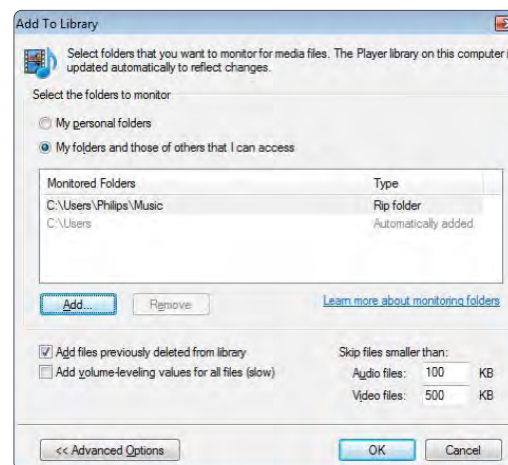 Add To Library
Select folders that you want to monitor for media files. The Player library on this computer
updated automatically to reflect changes.
Select the folders to monitor
My personal folders
My folders and those of others that I can access
Monitored Folders Type
C:\Users\Philips\Music Rip folder
C:\Users Automatically added
Add... Remove Learn more about monitoring folders
Add files previously deleted from library Skip files smaller than:
Add volume-leveling values for all files (slow) Audio files: 100 KB
Video files: 500 KB
<< Advanced Options OK Cancel